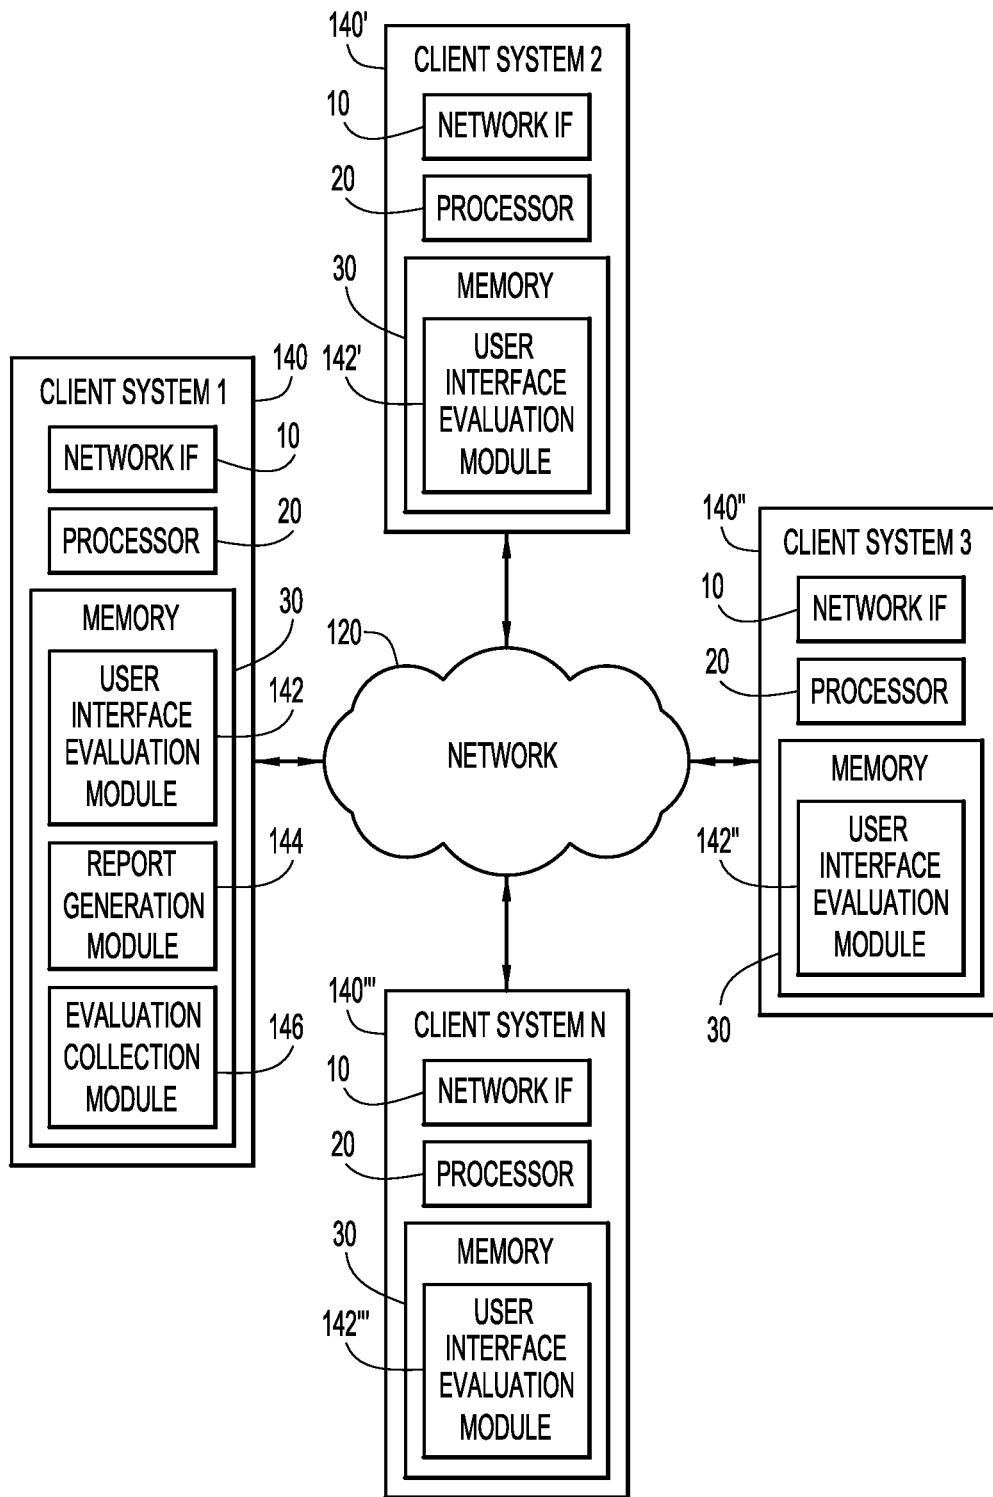 140'
CLIENT SYSTEM 2
10
NETWORK IF
20
PROCESSOR
30
MEMORY
142'
USER
INTERFACE
EVALUATION
MODULE
CLIENT SYSTEM 1
140
NETWORK IF
10
PROCESSOR
20
MEMORY
30
USER
INTERFACE
EVALUATION
MODULE
142
REPORT
GENERATION
MODULE
144
EVALUATION
COLLECTION
MODULE
146
120
NETWORK
140"
CLIENT SYSTEM 3
10
NETWORK IF
20
PROCESSOR
MEMORY
142"
USER
INTERFACE
EVALUATION
MODULE
30
140'''
CLIENT SYSTEM N
10
NETWORK IF
20
PROCESSOR
30
MEMORY
142'''
USER
INTERFACE
EVALUATION
MODULE